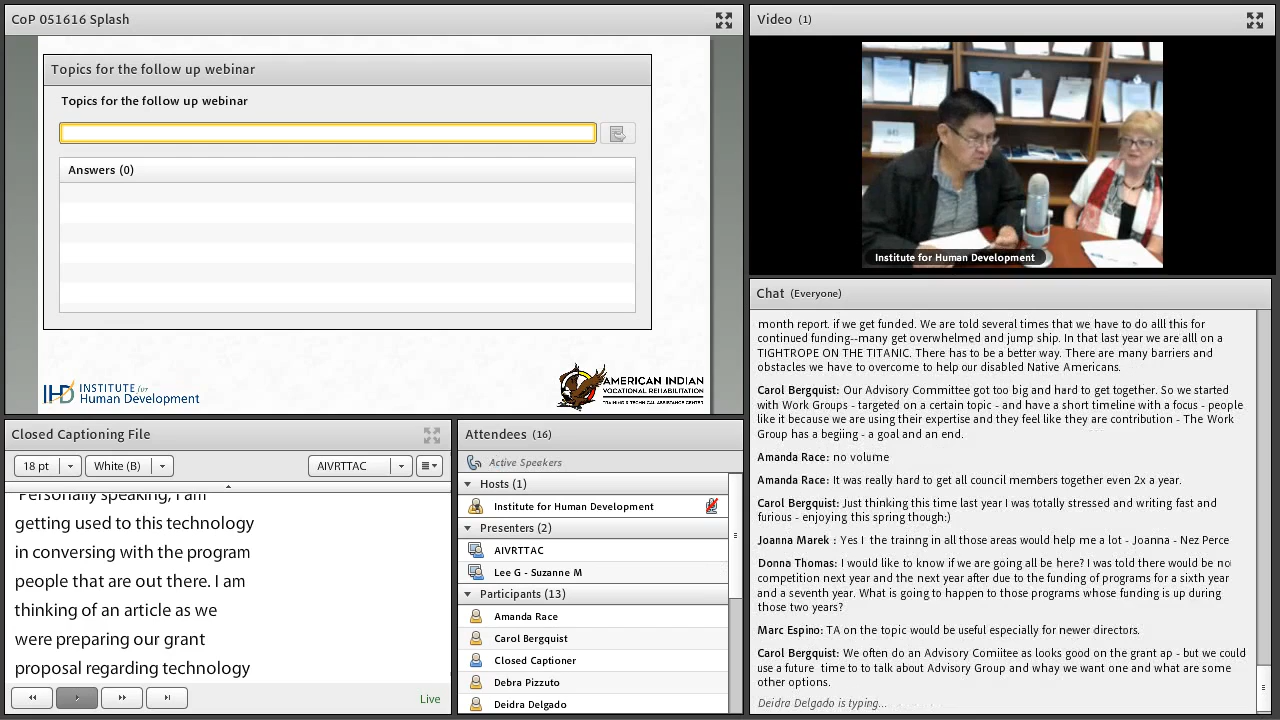 CoP 051616 Splash
Topics for the follow up webinar
Topics for the follow up webinar
Answers (0)
IHD INSTITUTE for
Human Development
AMERICAN INDIAN
VOCATIONAL REHABILITATION
TRAINING & TECHNICAL ASSISTANCE CENTER
Video (1)
Institute for Human Development
Closed Captioning File
18 pt
White (B)
AIVRTTAC
Personally speaking, I am
getting used to this technology
in conversing with the program
people that are out there. I am
thinking of an article as we
were preparing our grant
proposal regarding technology
Live
Attendees (16)
Active Speakers
Hosts (1)
Institute for Human Development
Presenters (2)
AIVRTTAC
Lee G - Suzanne M
Participants (13)
Amanda Race
Carol Bergquist
Closed Captioner
Debra Pizzuto
Deidra Delgado
Chat (Everyone)
month report. if we get funded. We are told several times that we have to do alll this for
continued funding--many get overwhelmed and jump ship. In that last year we are alll on a
TIGHTROPE ON THE TITANIC. There has to be a better way. There are many barriers and
obstacles we have to overcome to help our disabled Native Americans.
Carol Bergquist: Our Advisory Committee got too big and hard to get together. So we started
with Work Groups - targeted on a certain topic - and have a short timeline with a focus - people
like it because we are using their expertise and they feel like they are contribution - The Work
Group has a begiing - a goal and an end.
Amanda Race: no volume
Amanda Race: It was really hard to get all council members together even 2x a year.
Carol Bergquist: Just thinking this time last year I was totally stressed and writing fast and
furious - enjoying this spring though:)
Joanna Marek : Yes I  the trainng in all those areas would help me a lot - Joanna - Nez Perce
Donna Thomas: I would like to know if we are going all be here? I was told there would be no
competition next year and the next year after due to the funding of programs for a sixth year
and a seventh year. What is going to happen to those programs whose funding is up during
those two years?
Marc Espino: TA on the topic would be useful especially for newer directors.
Carol Bergquist: We often do an Advisory Comiitee as looks good on the grant ap - but we could
use a future  time to to talk about Advisory Group and whay we want one and what are some
other options.
Deidra Delgado is typing...